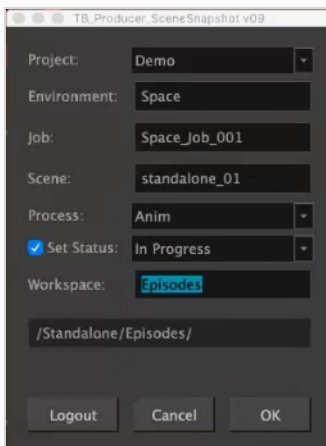 TB_Producer_SceneSnapshot v09
Project: Demo
Environment: Space
Job: Space_Job_001
Scene: standalone_01
Process: Anim
Set Status: In Progress
Workspace: Episodes
/Standalone/Episodes/
Logout Cancel OK